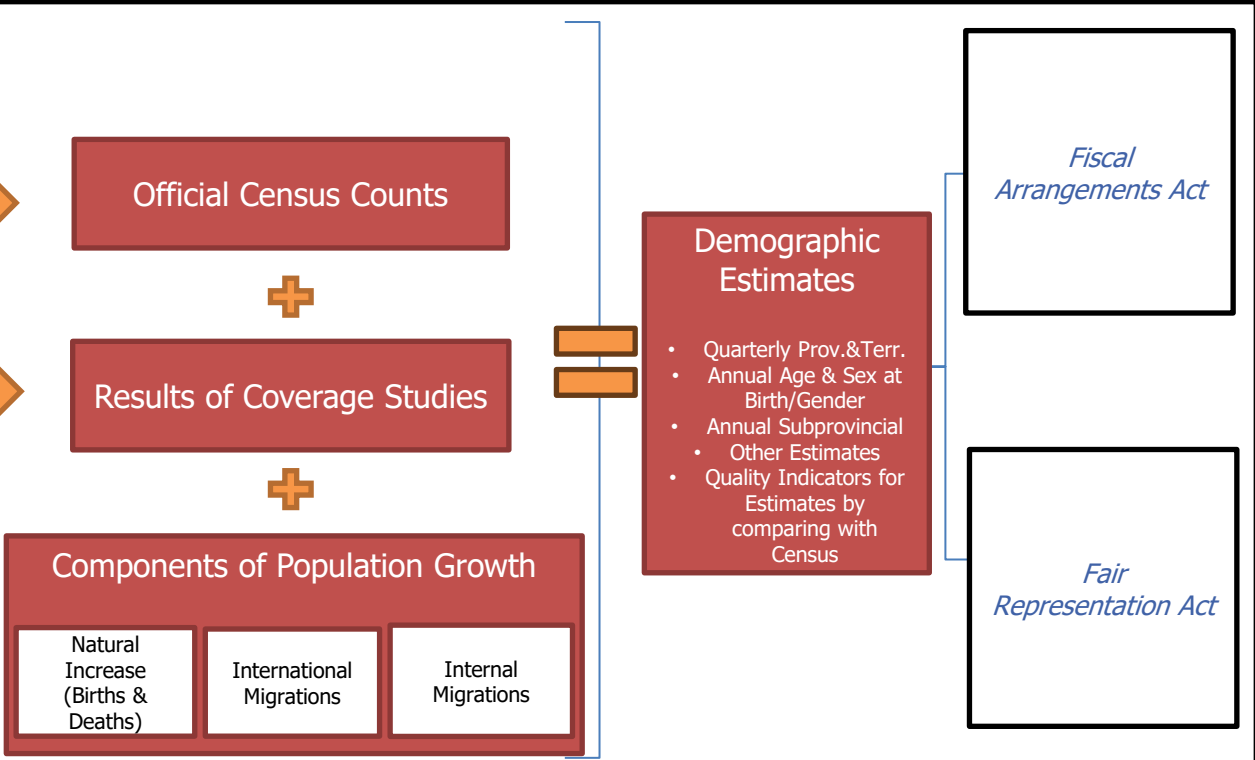 Official Census Counts
Results of Coverage Studies
Components of Population Growth
Natural
Increase
(Births &
Deaths)
International
Migrations
Internal
Migrations
Demographic
Estimates
• Quarterly Prov.&Terr.
• Annual Age & Sex at
Birth/Gender
• Annual Subprovincial
• Other Estimates
• Quality Indicators for
Estimates by
comparing with
Census
Fiscal
Arrangements Act
Fair
Representation Act